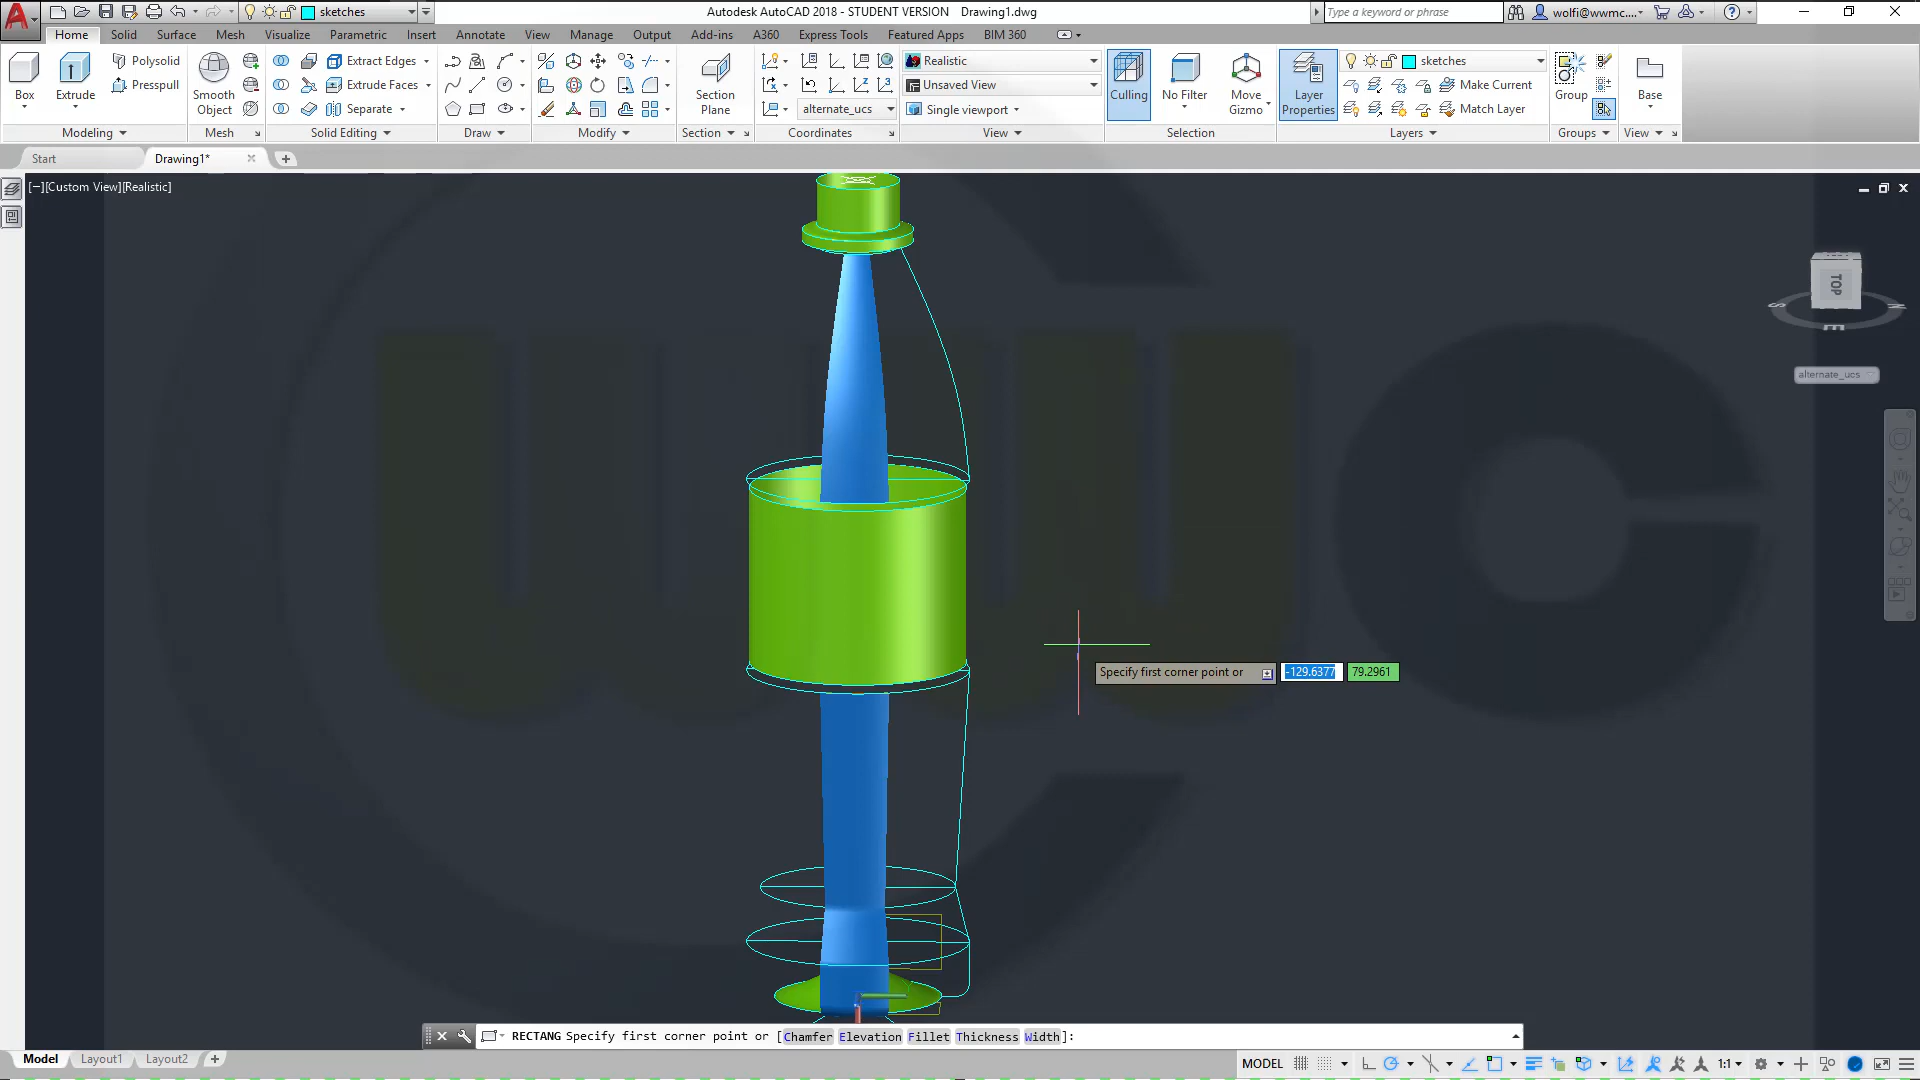 sketches
Autodesk AutoCAD 2018 - STUDENT VERSION Drawing1.dwg
Type a keyword or phrase
wolfi@wwmc....
Home Solid Surface Mesh Visualize Parametric Insert Annotate View Manage Output Add-ins A360 Express Tools Featured Apps BIM 360
Box
Extrude
Polysolid
Presspull
Modeling
Smooth Object
Mesh
Extract Edges
Extrude Faces
Separate
Solid Editing
Draw
Modify
Section Plane
Section
alternate_ucs
Coordinates
Realistic
Unsaved View
Single viewport
View
Culling
No Filter
Move Gizmo
Selection
Layer Properties
sketches
Make Current
Match Layer
Layers
Group
Groups
Base
View
Start
Drawing1*
[−][Custom View][Realistic]
TOP
S
N
E
alternate_ucs
Specify first corner point or
-129.6377
79.2961
RECTANG Specify first corner point or [Chamfer Elevation Fillet Thickness Width]:
Model
Layout1
Layout2
MODEL
1:1
wwc